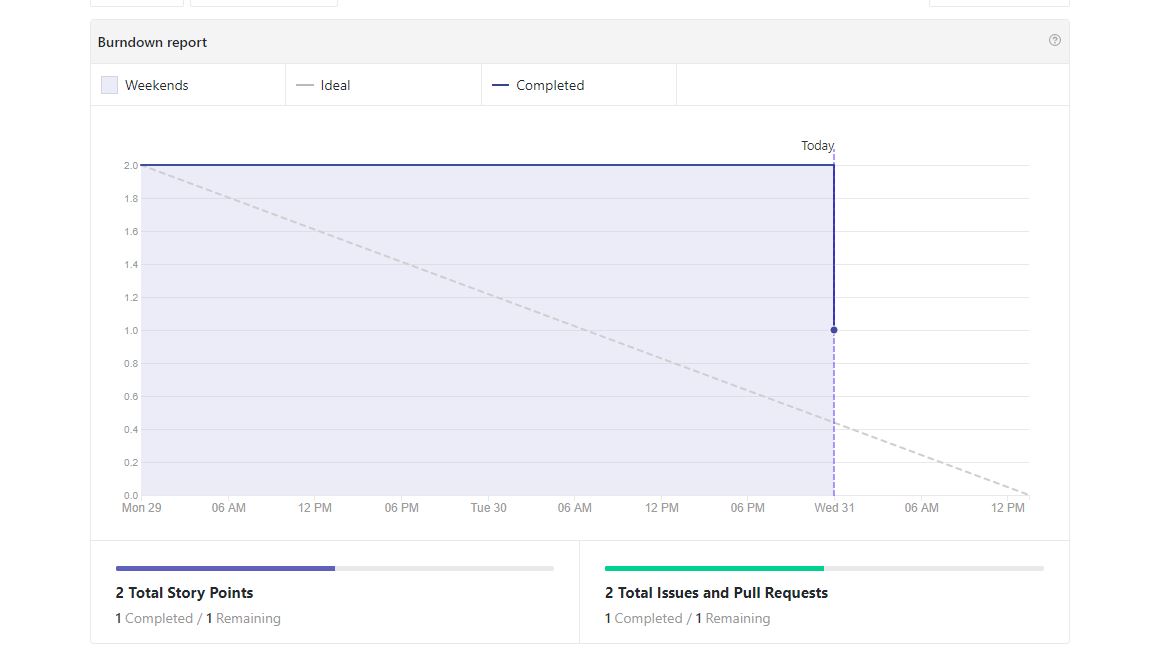 Burndown report
Weekends
Ideal
Completed
Today
2.0
1.8
1.6
1.4
1.2
1.0
0.8
0.6
0.4
0.2
0.0
Mon 29 06 AM 12 PM 06 PM Tue 30 06 AM 12 PM 06 PM Wed 31 06 AM 12 PM
2 Total Story Points
1 Completed / 1 Remaining
2 Total Issues and Pull Requests
1 Completed / 1 Remaining